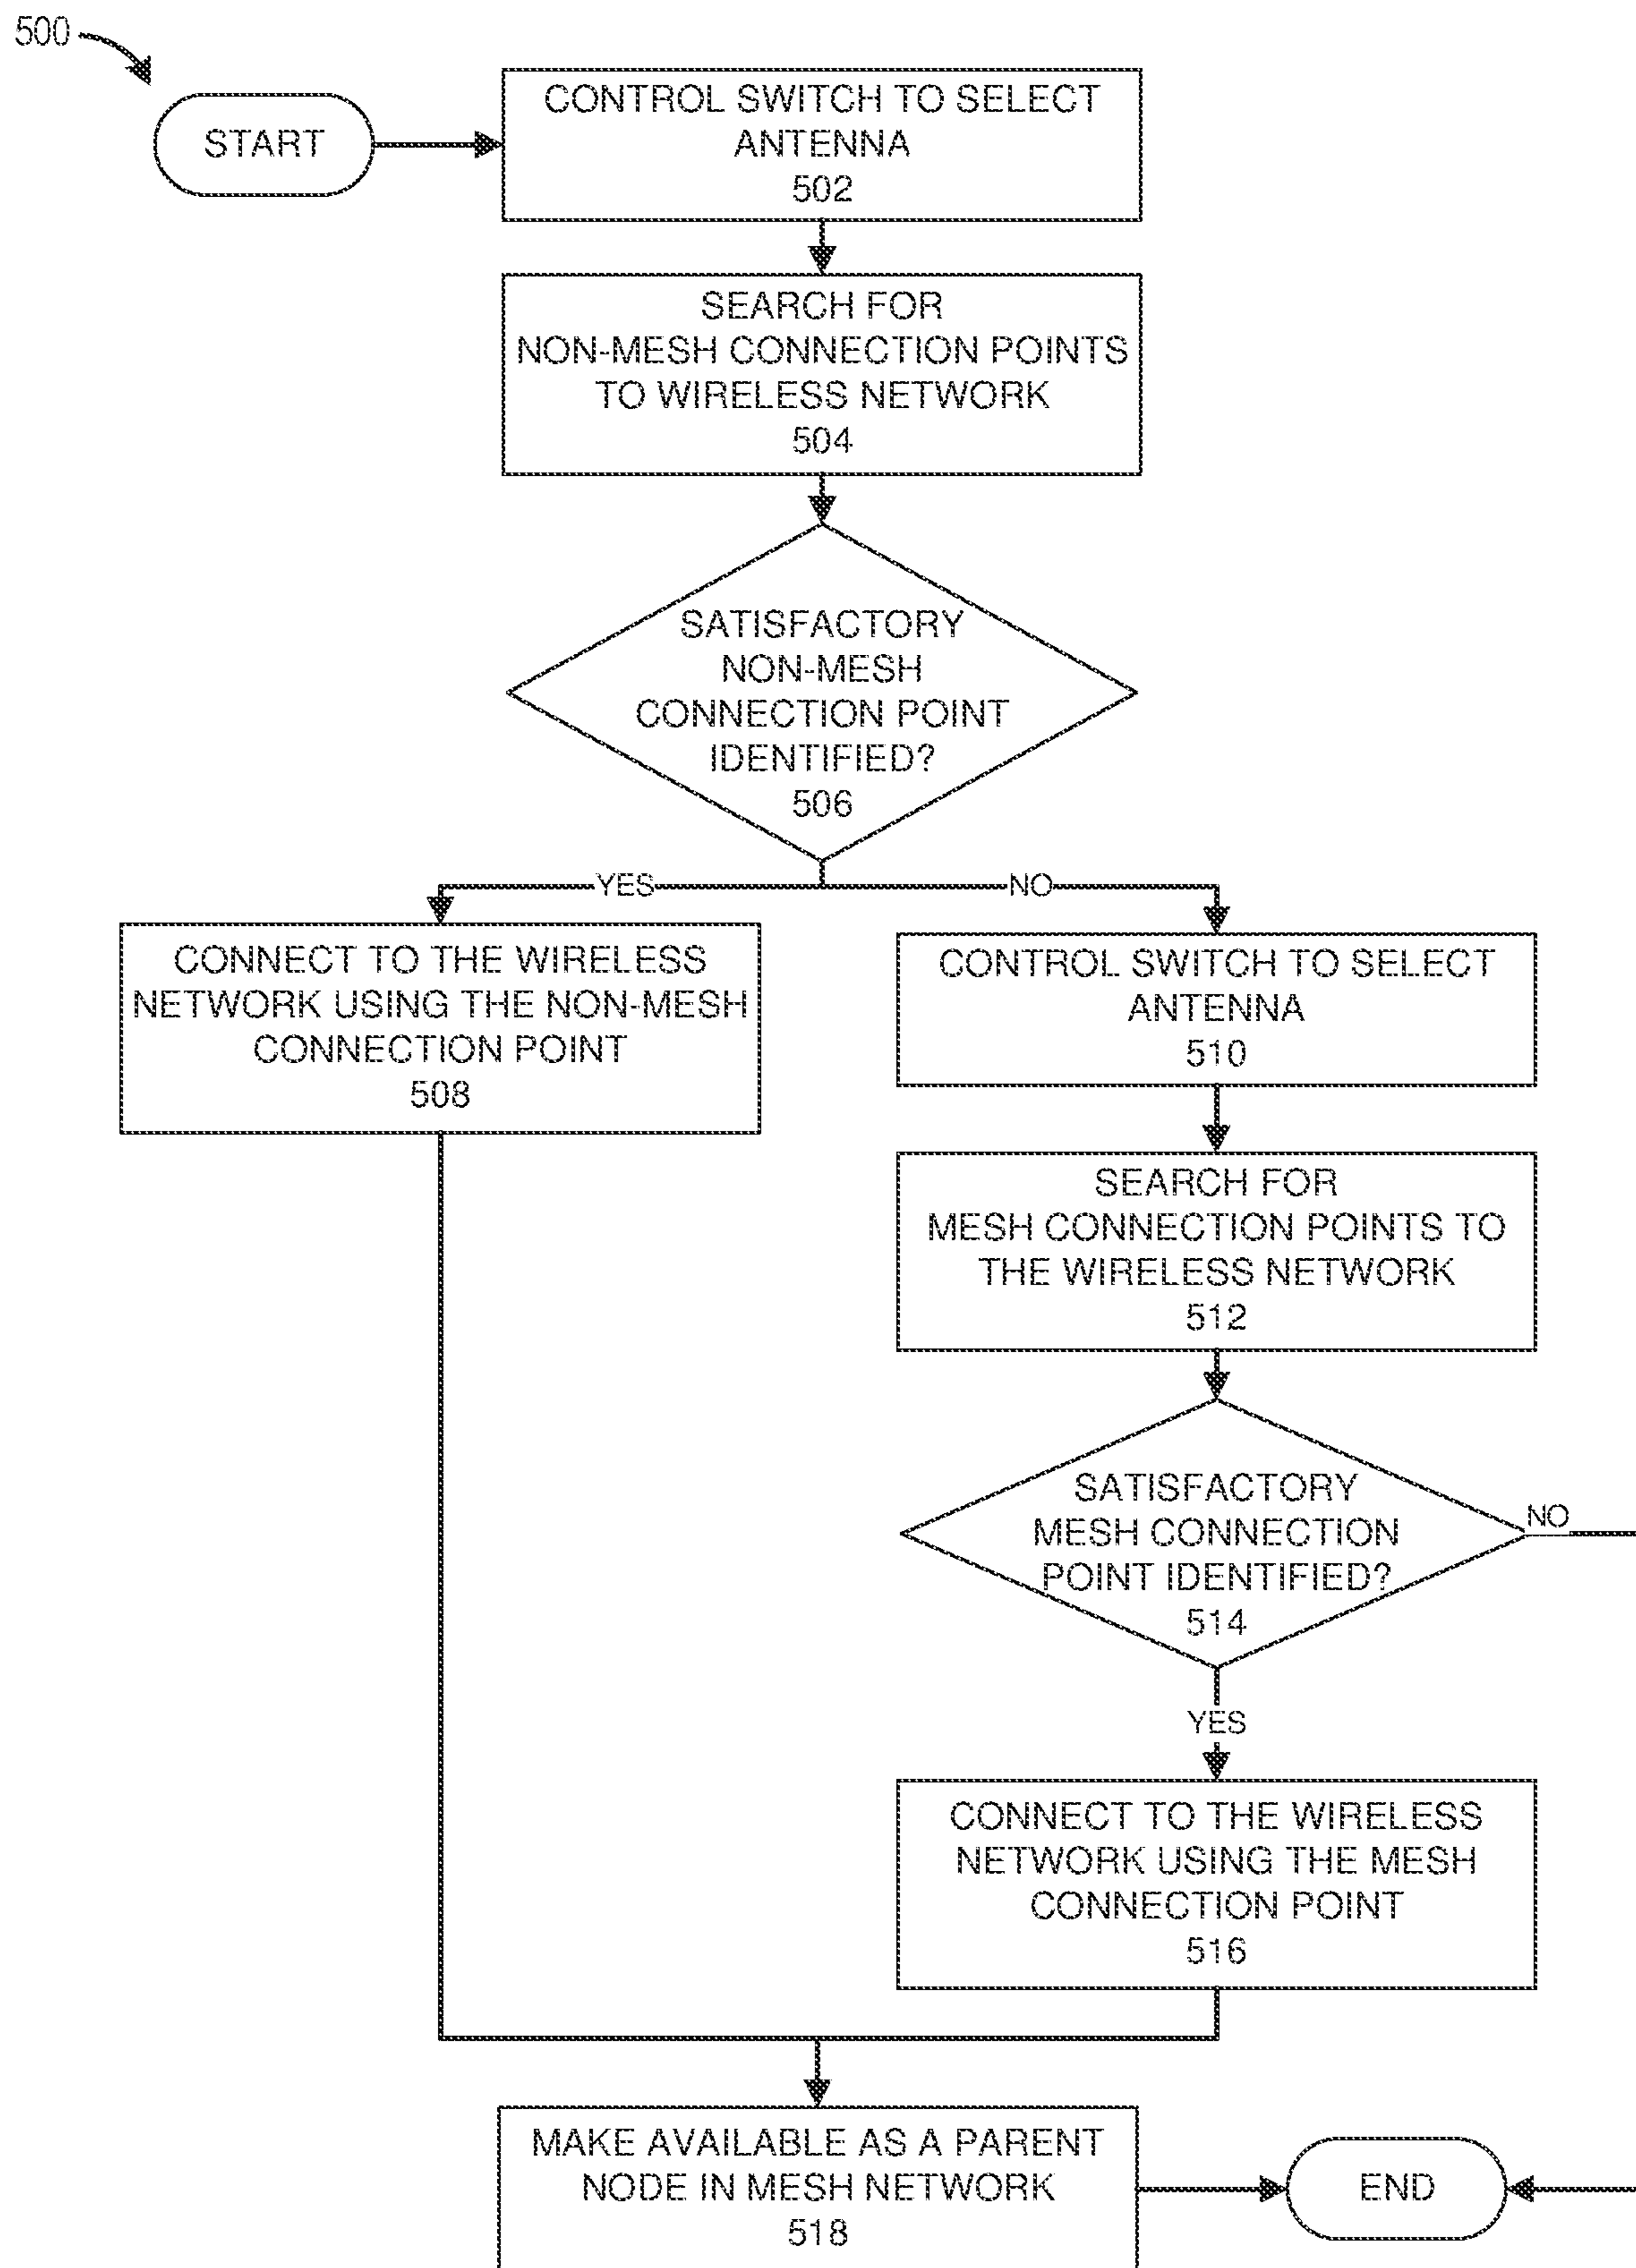 500
START
CONTROL SWITCH TO SELECT
ANTENNA
502
SEARCH FOR
NON-MESH CONNECTION POINTS
TO WIRELESS NETWORK
504
SATISFACTORY
NON-MESH
CONNECTION POINT
IDENTIFIED?
506
YES
NO
CONNECT TO THE WIRELESS
NETWORK USING THE NON-MESH
CONNECTION POINT
508
CONTROL SWITCH TO SELECT
ANTENNA
510
SEARCH FOR
MESH CONNECTION POINTS TO
THE WIRELESS NETWORK
512
SATISFACTORY
MESH CONNECTION
POINT IDENTIFIED?
514
NO
YES
CONNECT TO THE WIRELESS
NETWORK USING THE MESH
CONNECTION POINT
516
MAKE AVAILABLE AS A PARENT
NODE IN MESH NETWORK
518
END